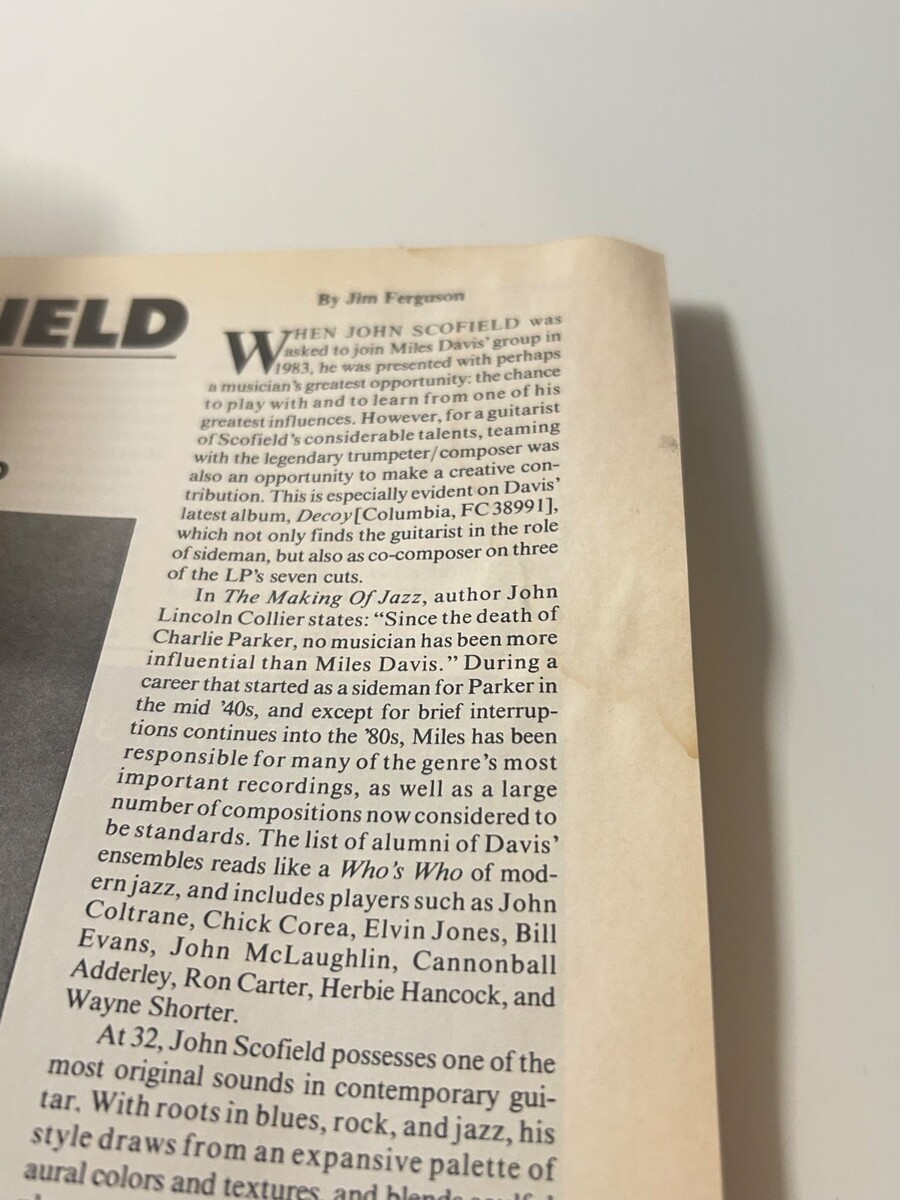 IELD
By Jim Ferguson
WHEN JOHN SCOFIELD was
asked to join Miles Davis' group in
1983, he was presented with perhaps
a musician's greatest opportunity: the chance
to play with and to learn from one of his
greatest influences. However, for a guitarist
of Scofield's considerable talents, teaming
with the legendary trumpeter/composer was
also an opportunity to make a creative con-
tribution. This is especially evident on Davis'
latest album, Decoy [Columbia, FC 38991],
which not only finds the guitarist in the role
of sideman, but also as co-composer on three
of the LP's seven cuts.
In The Making Of Jazz, author John
Lincoln Collier states: “Since the death of
Charlie Parker, no musician has been more
influential than Miles Davis.” During a
career that started as a sideman for Parker in
the mid ’40s, and except for brief interrup-
tions continues into the ’80s, Miles has been
responsible for many of the genre's most
important recordings, as well as a large
number of compositions now considered to
be standards. The list of alumni of Davis'
ensembles reads like a Who's Who of mod-
ern jazz, and includes players such as John
Coltrane, Chick Corea, Elvin Jones, Bill
Evans, John McLaughlin, Cannonball
Adderley, Ron Carter, Herbie Hancock, and
Wayne Shorter.
At 32, John Scofield possesses one of the
most original sounds in contemporary gui-
tar. With roots in blues, rock, and jazz, his
style draws from an expansive palette of
aural colors and textures, and blends